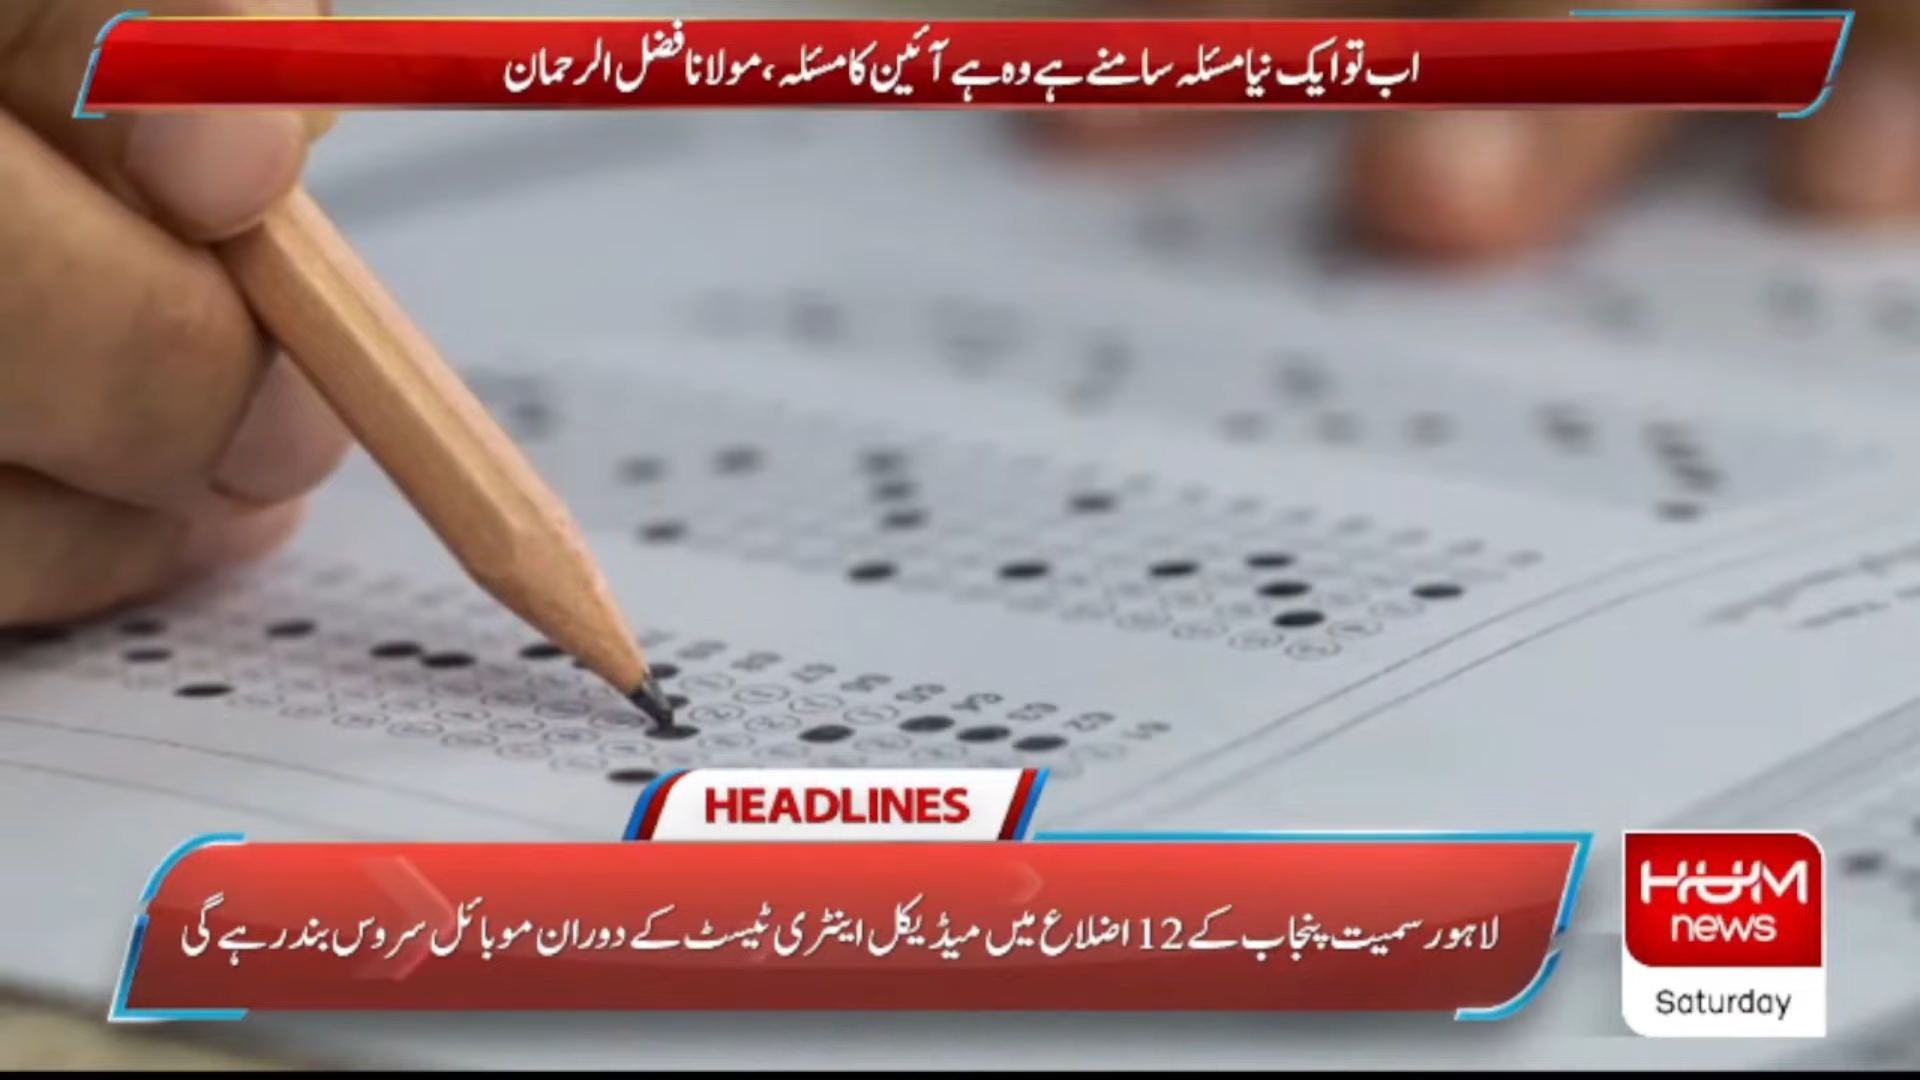 اب تو ایک نیا مسئلہ سامنے ہے وہ ہے آئین کا مسئلہ، مولانا فضل الرحمان
HEADLINES
لاہور سمیت پنجاب کے 12 اضلاع میں میڈیکل اینٹری ٹیسٹ کے دوران موبائل سروس بند رہے گی
HUM
news
Saturday